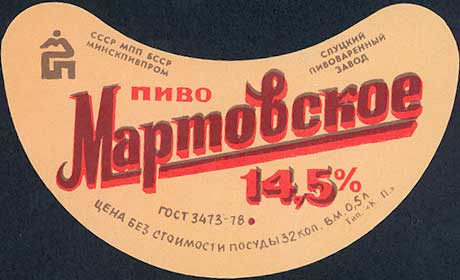 СССР МПП БССР
МИНСКПИВПРОМ
СЛУЦКИЙ
ПИВОВАРЕННЫЙ
ЗАВОД
ПИВО
Мартовское
14,5%
ГОСТ 3473-78
ЦЕНА БЕЗ СТОИМОСТИ ПОСУДЫ 32 КОП. В.М. 0,5 Л
Тип. "К П."